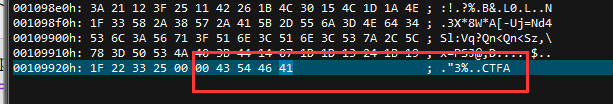 001098e0h: 3A 21 12 3F 25 11 42 26 1B 4C 30 15 4C 1D 1A 4E ; :!.?%.B&.L0.L..N
001098f0h: 1F 33 58 2A 38 57 2A 41 5B 2D 55 6A 3D 4E 64 34 ; .3X*8W*A[-Uj=Nd4
00109900h: 53 6C 3A 56 71 3F 51 6E 3C 51 6E 3C 53 7A 2C 5C ; Sl:Vq?Qn<Qn<Sz,\
00109910h: 78 3D 50 53 4A 40 3B 44 14 07 1D 1B 13 24 1B 19 ; x=PSJ@;D.....$..
00109920h: 1F 22 33 25 00 00 43 54 46 41 ; ."3%..CTFA